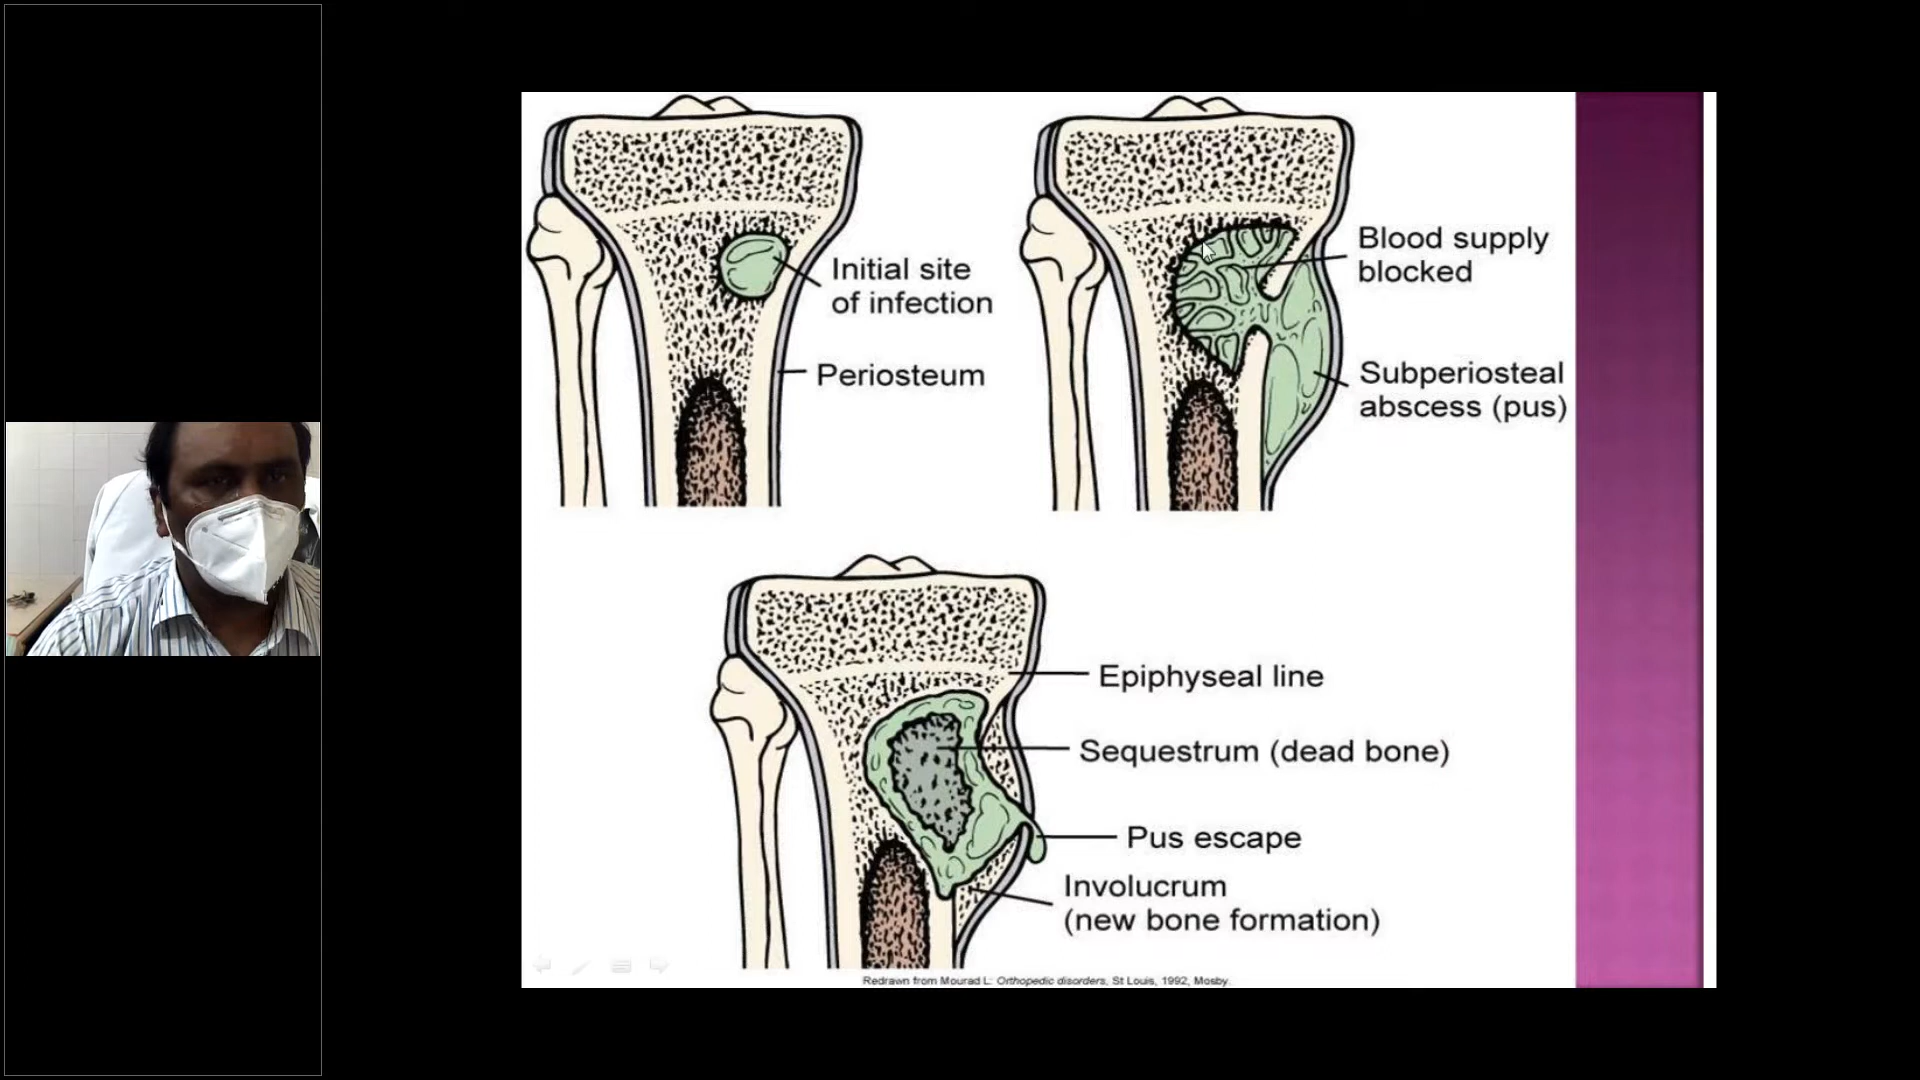 Initial site
of infection
Periosteum
Blood supply
blocked
Subperiosteal
abscess (pus)
Epiphyseal line
Sequestrum (dead bone)
Pus escape
Involucrum
(new bone formation)
Redrawn from Mourad L: Orthopedic disorders, St Louis, 1992, Mosby.